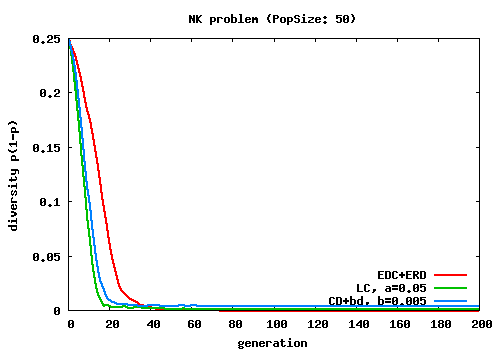 NK problem (PopSize: 50)
0.25
0.2
0.15
0.1
0.05
0
diversity p(1-p)
EDC+ERD
LC, a=0.05
CD+bd, b=0.005
0 20 40 60 80 100 120 140 160 180 200
generation